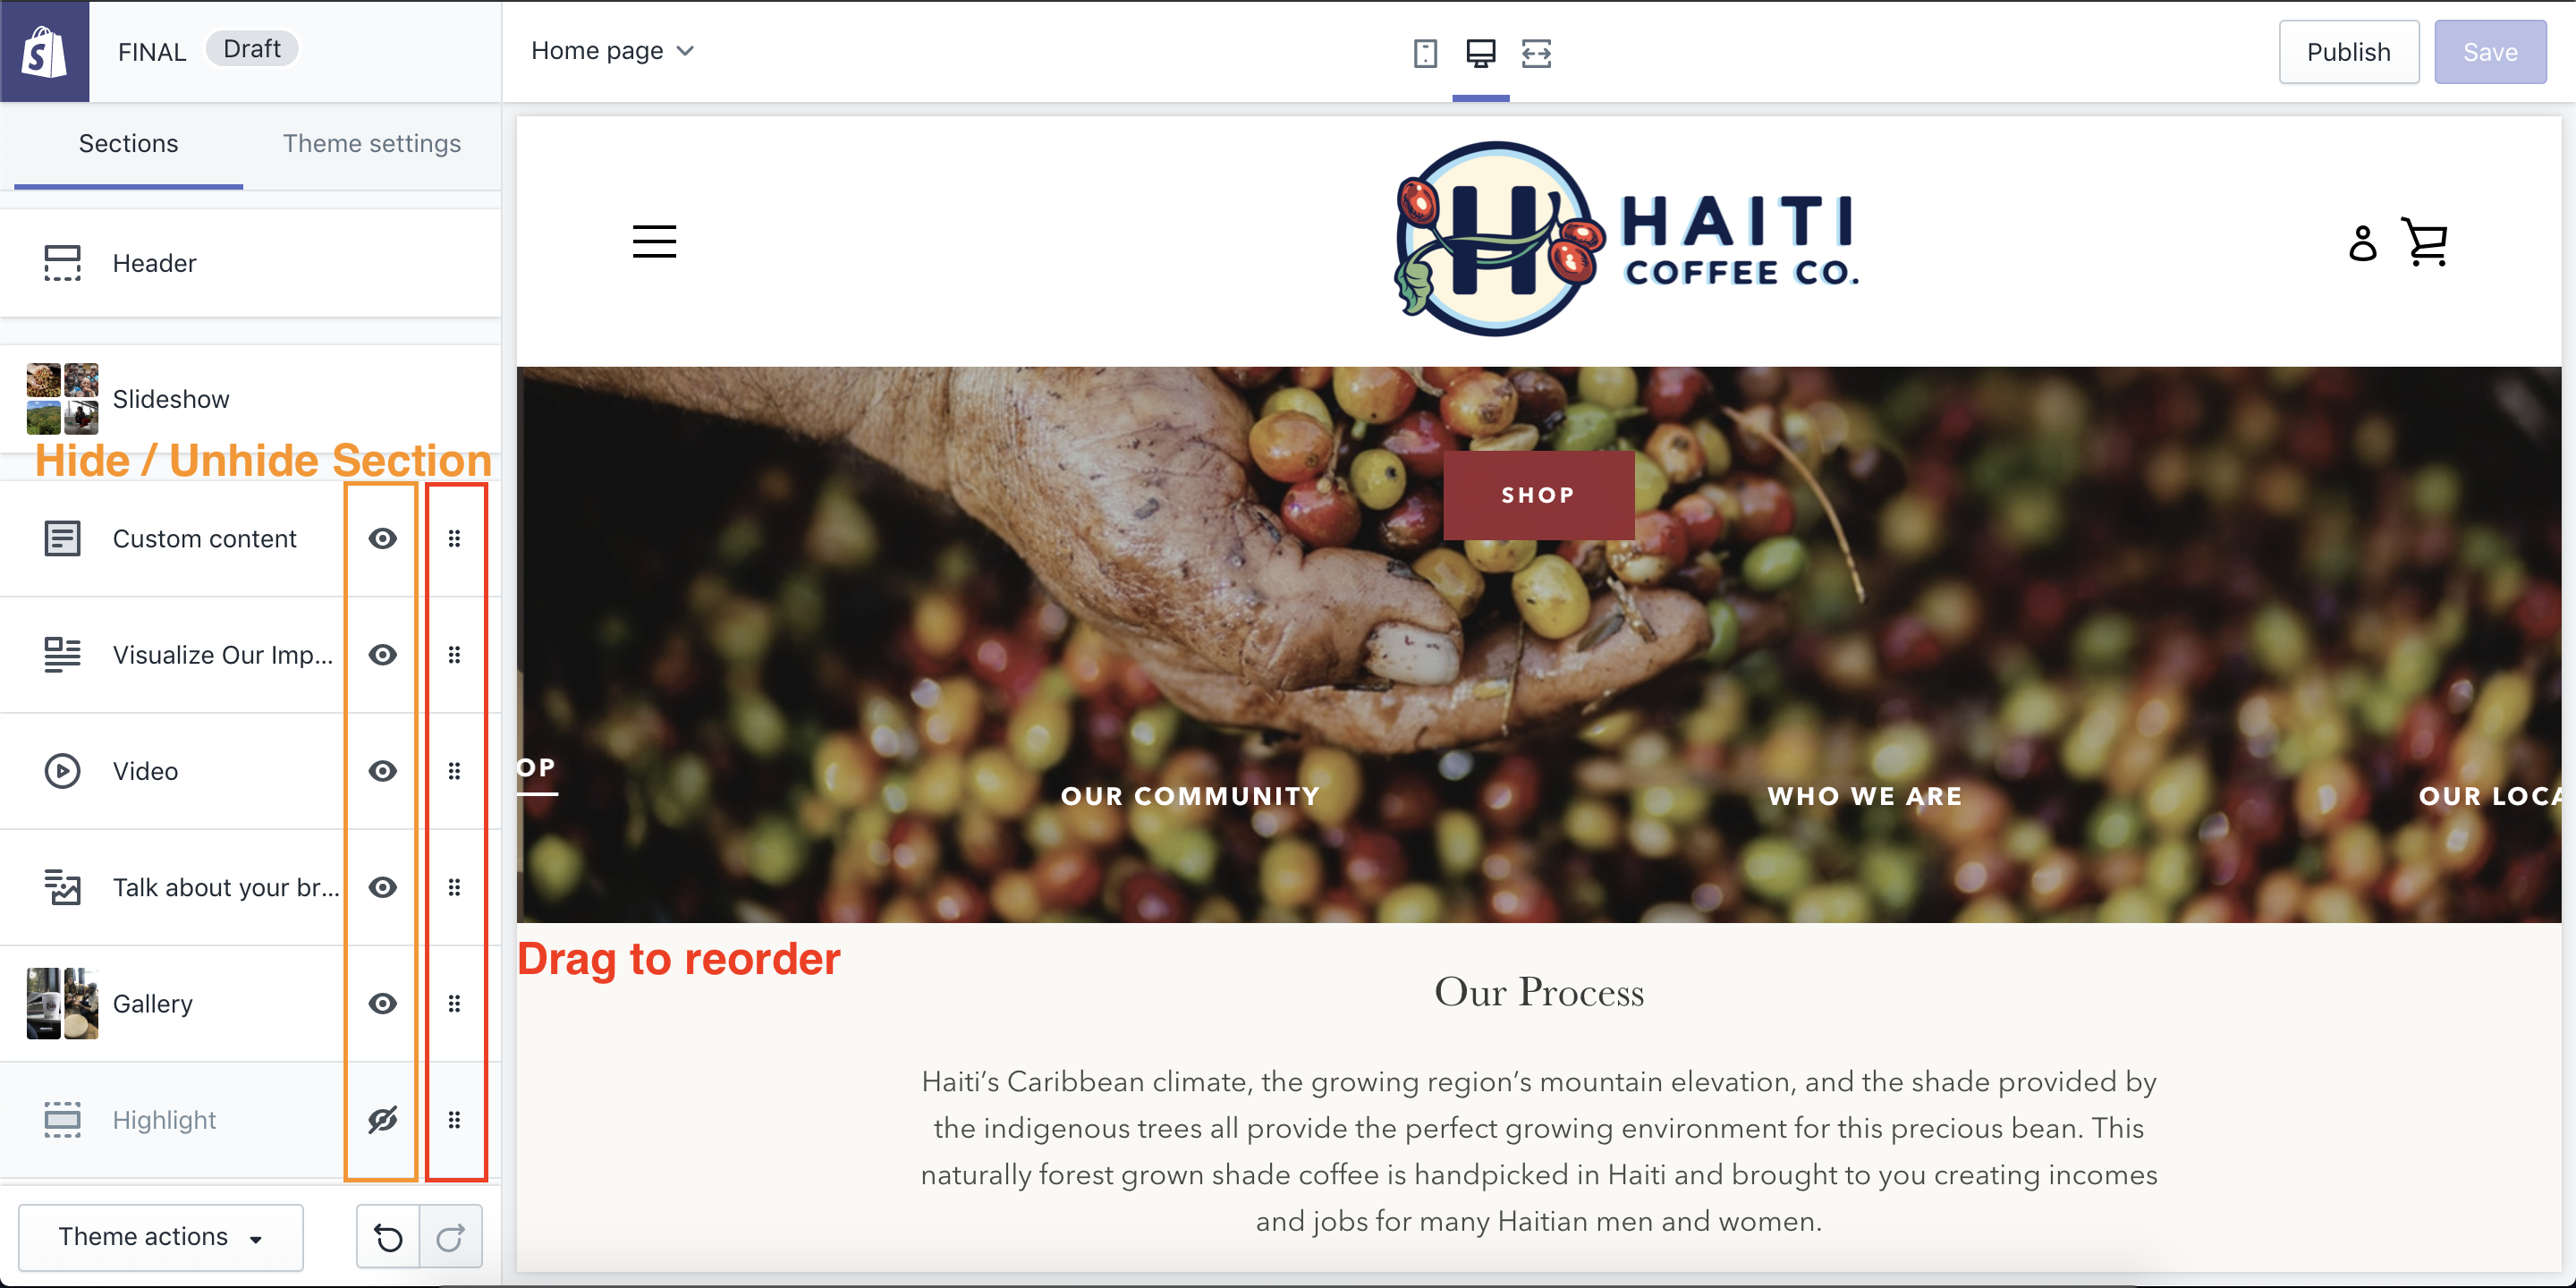 FINAL Draft
Home page
Publish
Save
Sections
Theme settings
Header
Slideshow
Hide / Unhide Section
Custom content
Visualize Our Imp...
Video
Talk about your br...
Gallery
Highlight
Theme actions
H
HAITI
COFFEE CO.
SHOP
OP
OUR COMMUNITY
WHO WE ARE
OUR LOCA
Drag to reorder
Our Process
Haiti’s Caribbean climate, the growing region’s mountain elevation, and the shade provided by
the indigenous trees all provide the perfect growing environment for this precious bean. This
naturally forest grown shade coffee is handpicked in Haiti and brought to you creating incomes
and jobs for many Haitian men and women.